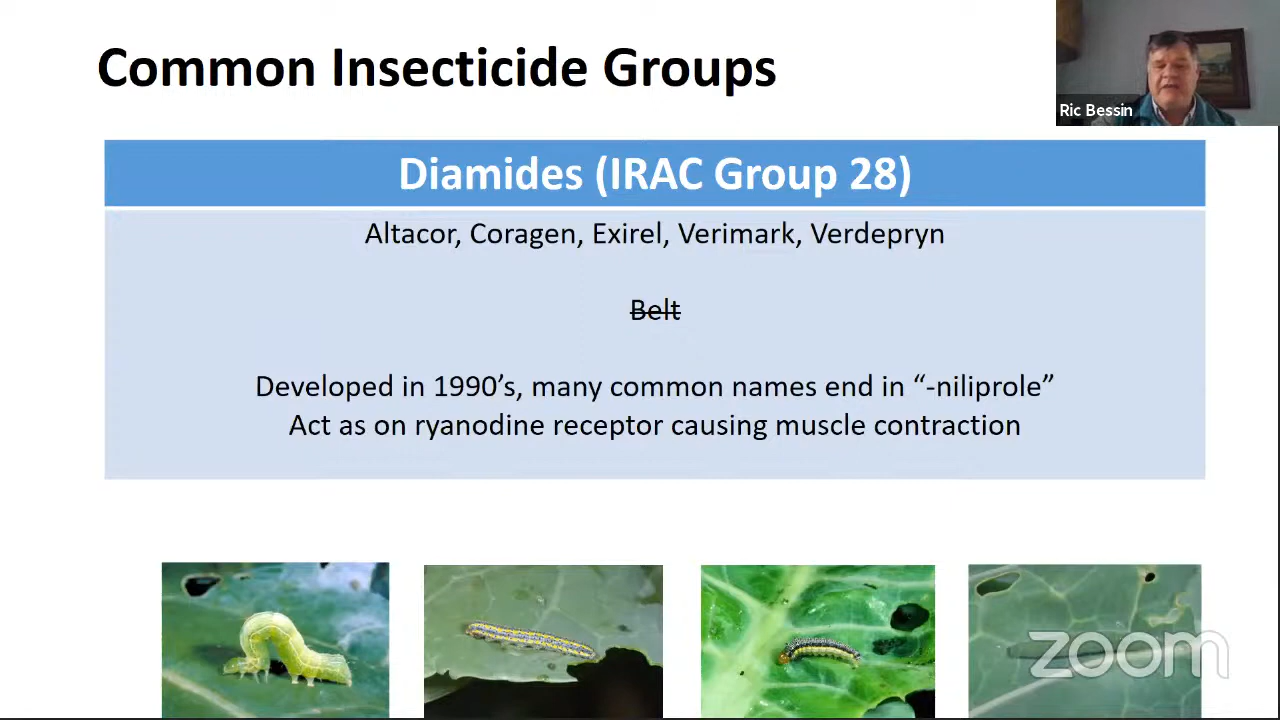 Common Insecticide Groups
Ric Bessin
Diamides (IRAC Group 28)
Altacor, Coragen, Exirel, Verimark, Verdepryn
Belt
Developed in 1990’s, many common names end in “-niliprole”
Act as on ryanodine receptor causing muscle contraction
zoom